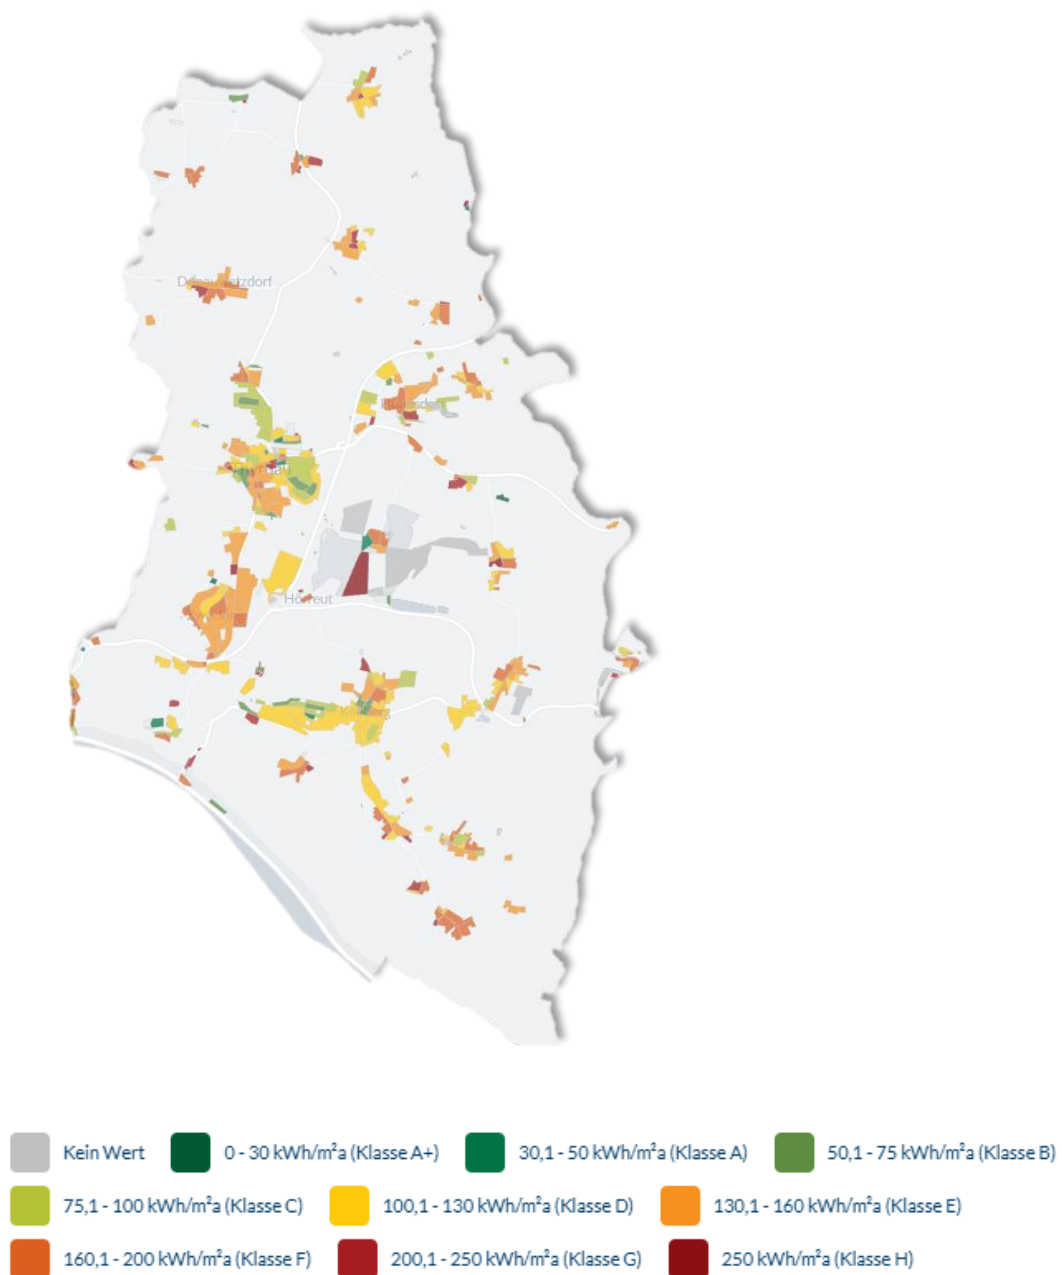 Hörreut
Kein Wert
0 - 30 kWh/m²a (Klasse A+)
30,1 - 50 kWh/m²a (Klasse A)
50,1 - 75 kWh/m²a (Klasse B)
75,1 - 100 kWh/m²a (Klasse C)
100,1 - 130 kWh/m²a (Klasse D)
130,1 - 160 kWh/m²a (Klasse E)
160,1 - 200 kWh/m²a (Klasse F)
200,1 - 250 kWh/m²a (Klasse G)
250 kWh/m²a (Klasse H)